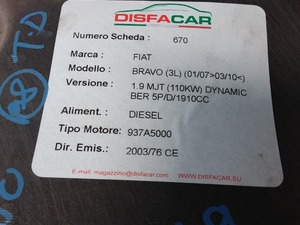 DISFACAR
Numero Scheda : 670
Marca : FIAT
Modello : BRAVO (3L) (01/07>03/10<)
Versione : 1.9 MJT (110KW) DYNAMIC
BER 5P/D/1910CC
Aliment. : DIESEL
Tipo Motore: 937A5000
Dir. Emis.: 2003/76 CE
E-mail: magazzino@disfacar.com
WWW.DISFACAR.EU
T.D